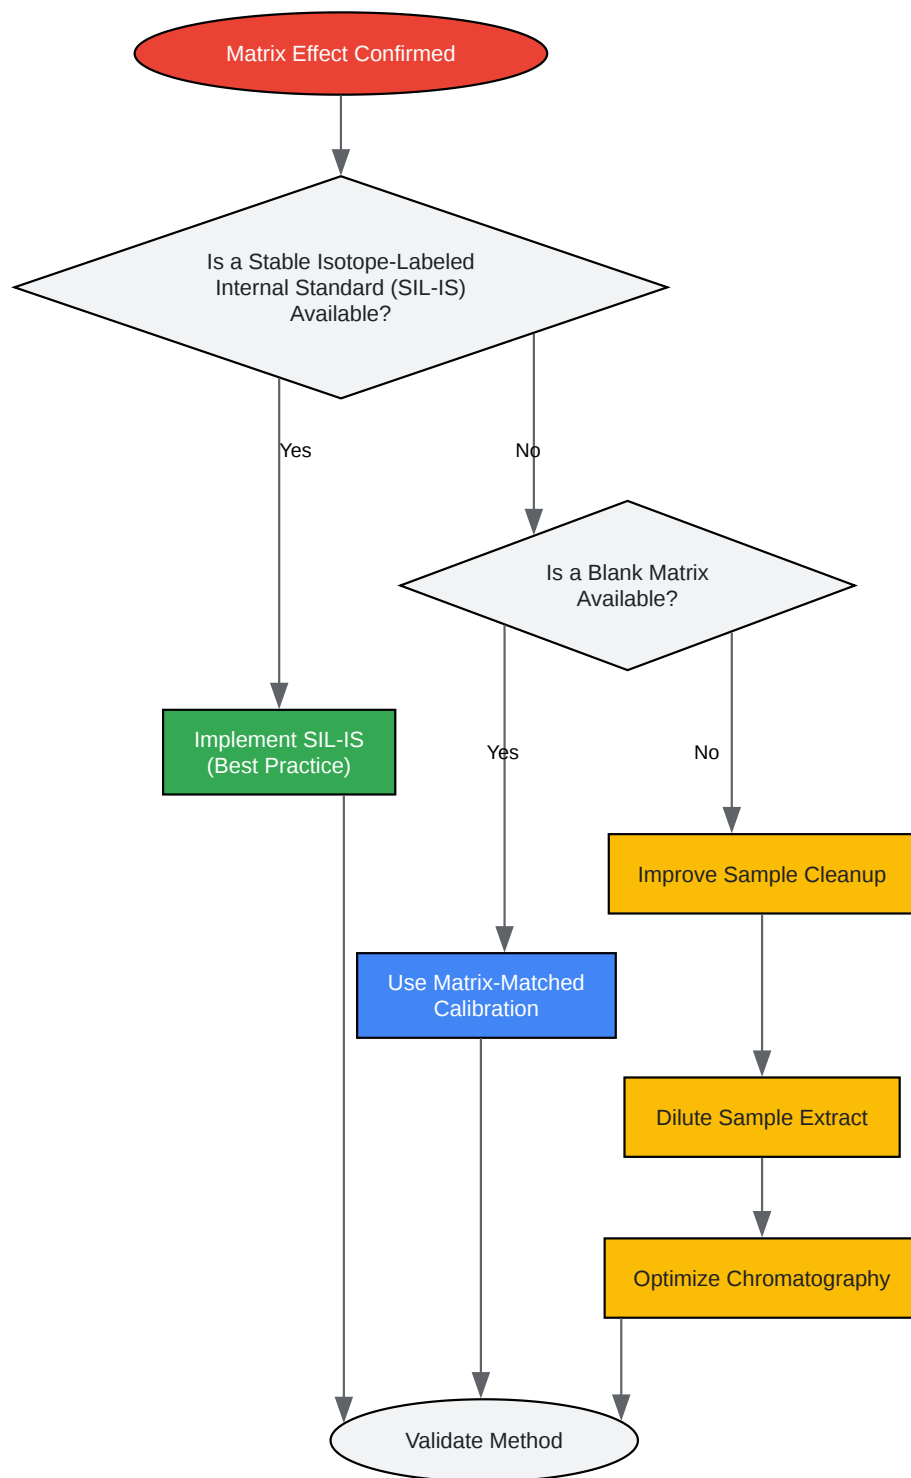 Matrix Effect Confirmed
Is a Stable Isotope-Labeled
Internal Standard (SIL-IS)
Available?
Yes
No
Is a Blank Matrix
Available?
Implement SIL-IS
(Best Practice)
Yes
No
Improve Sample Cleanup
Use Matrix-Matched
Calibration
Dilute Sample Extract
Optimize Chromatography
Validate Method